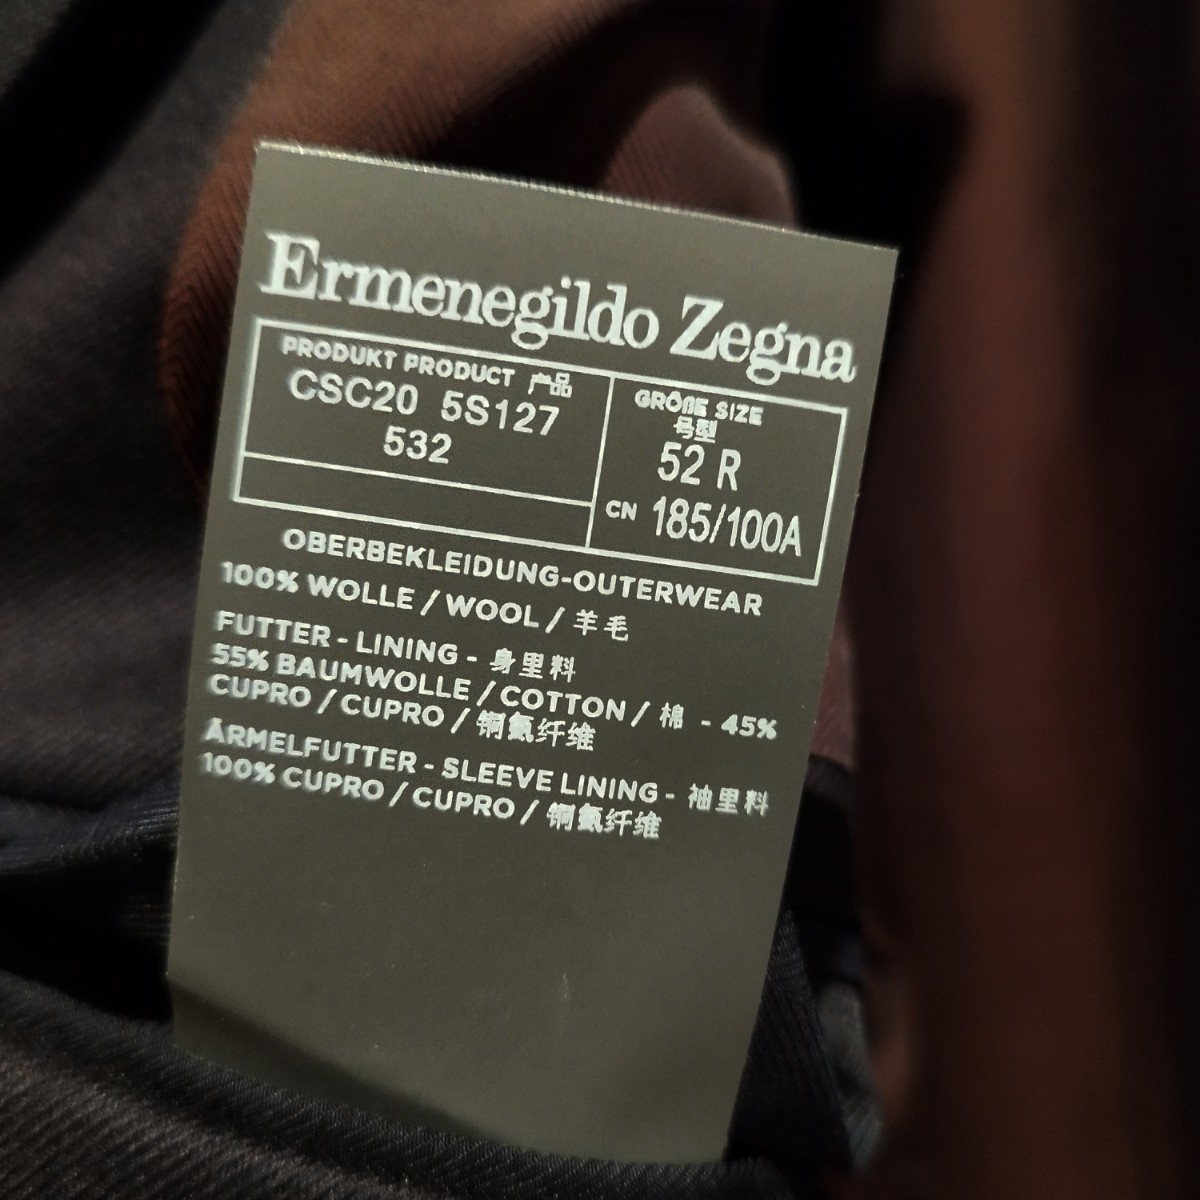 Ermenegildo Zegna
PRODUKT PRODUCT 产品
CSC20 5S127
532
GRÖßE SIZE
号型
52 R
CN 185/100A
OBERBEKLEIDUNG-OUTERWEAR
100% WOLLE / WOOL / 羊毛
FUTTER - LINING - 身里料
55% BAUMWOLLE / COTTON / 棉 - 45%
CUPRO / CUPRO / 铜氨纤维
ÄRMELFUTTER - SLEEVE LINING - 袖里料
100% CUPRO / CUPRO / 铜氨纤维